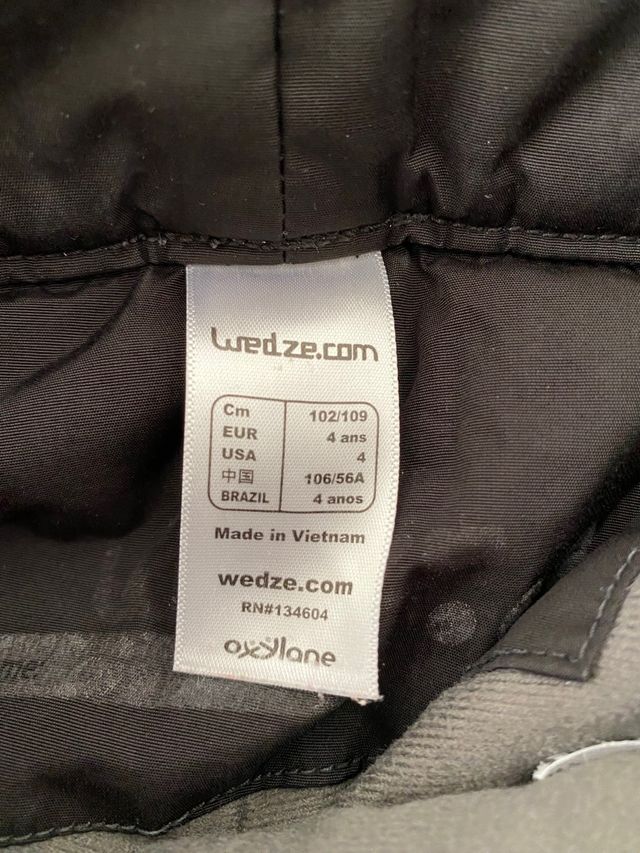 wedze.com
Cm 102/109
EUR 4 ans
USA 4
中国 106/56A
BRAZIL 4 anos
Made in Vietnam
wedze.com
RN#134604
oxylane